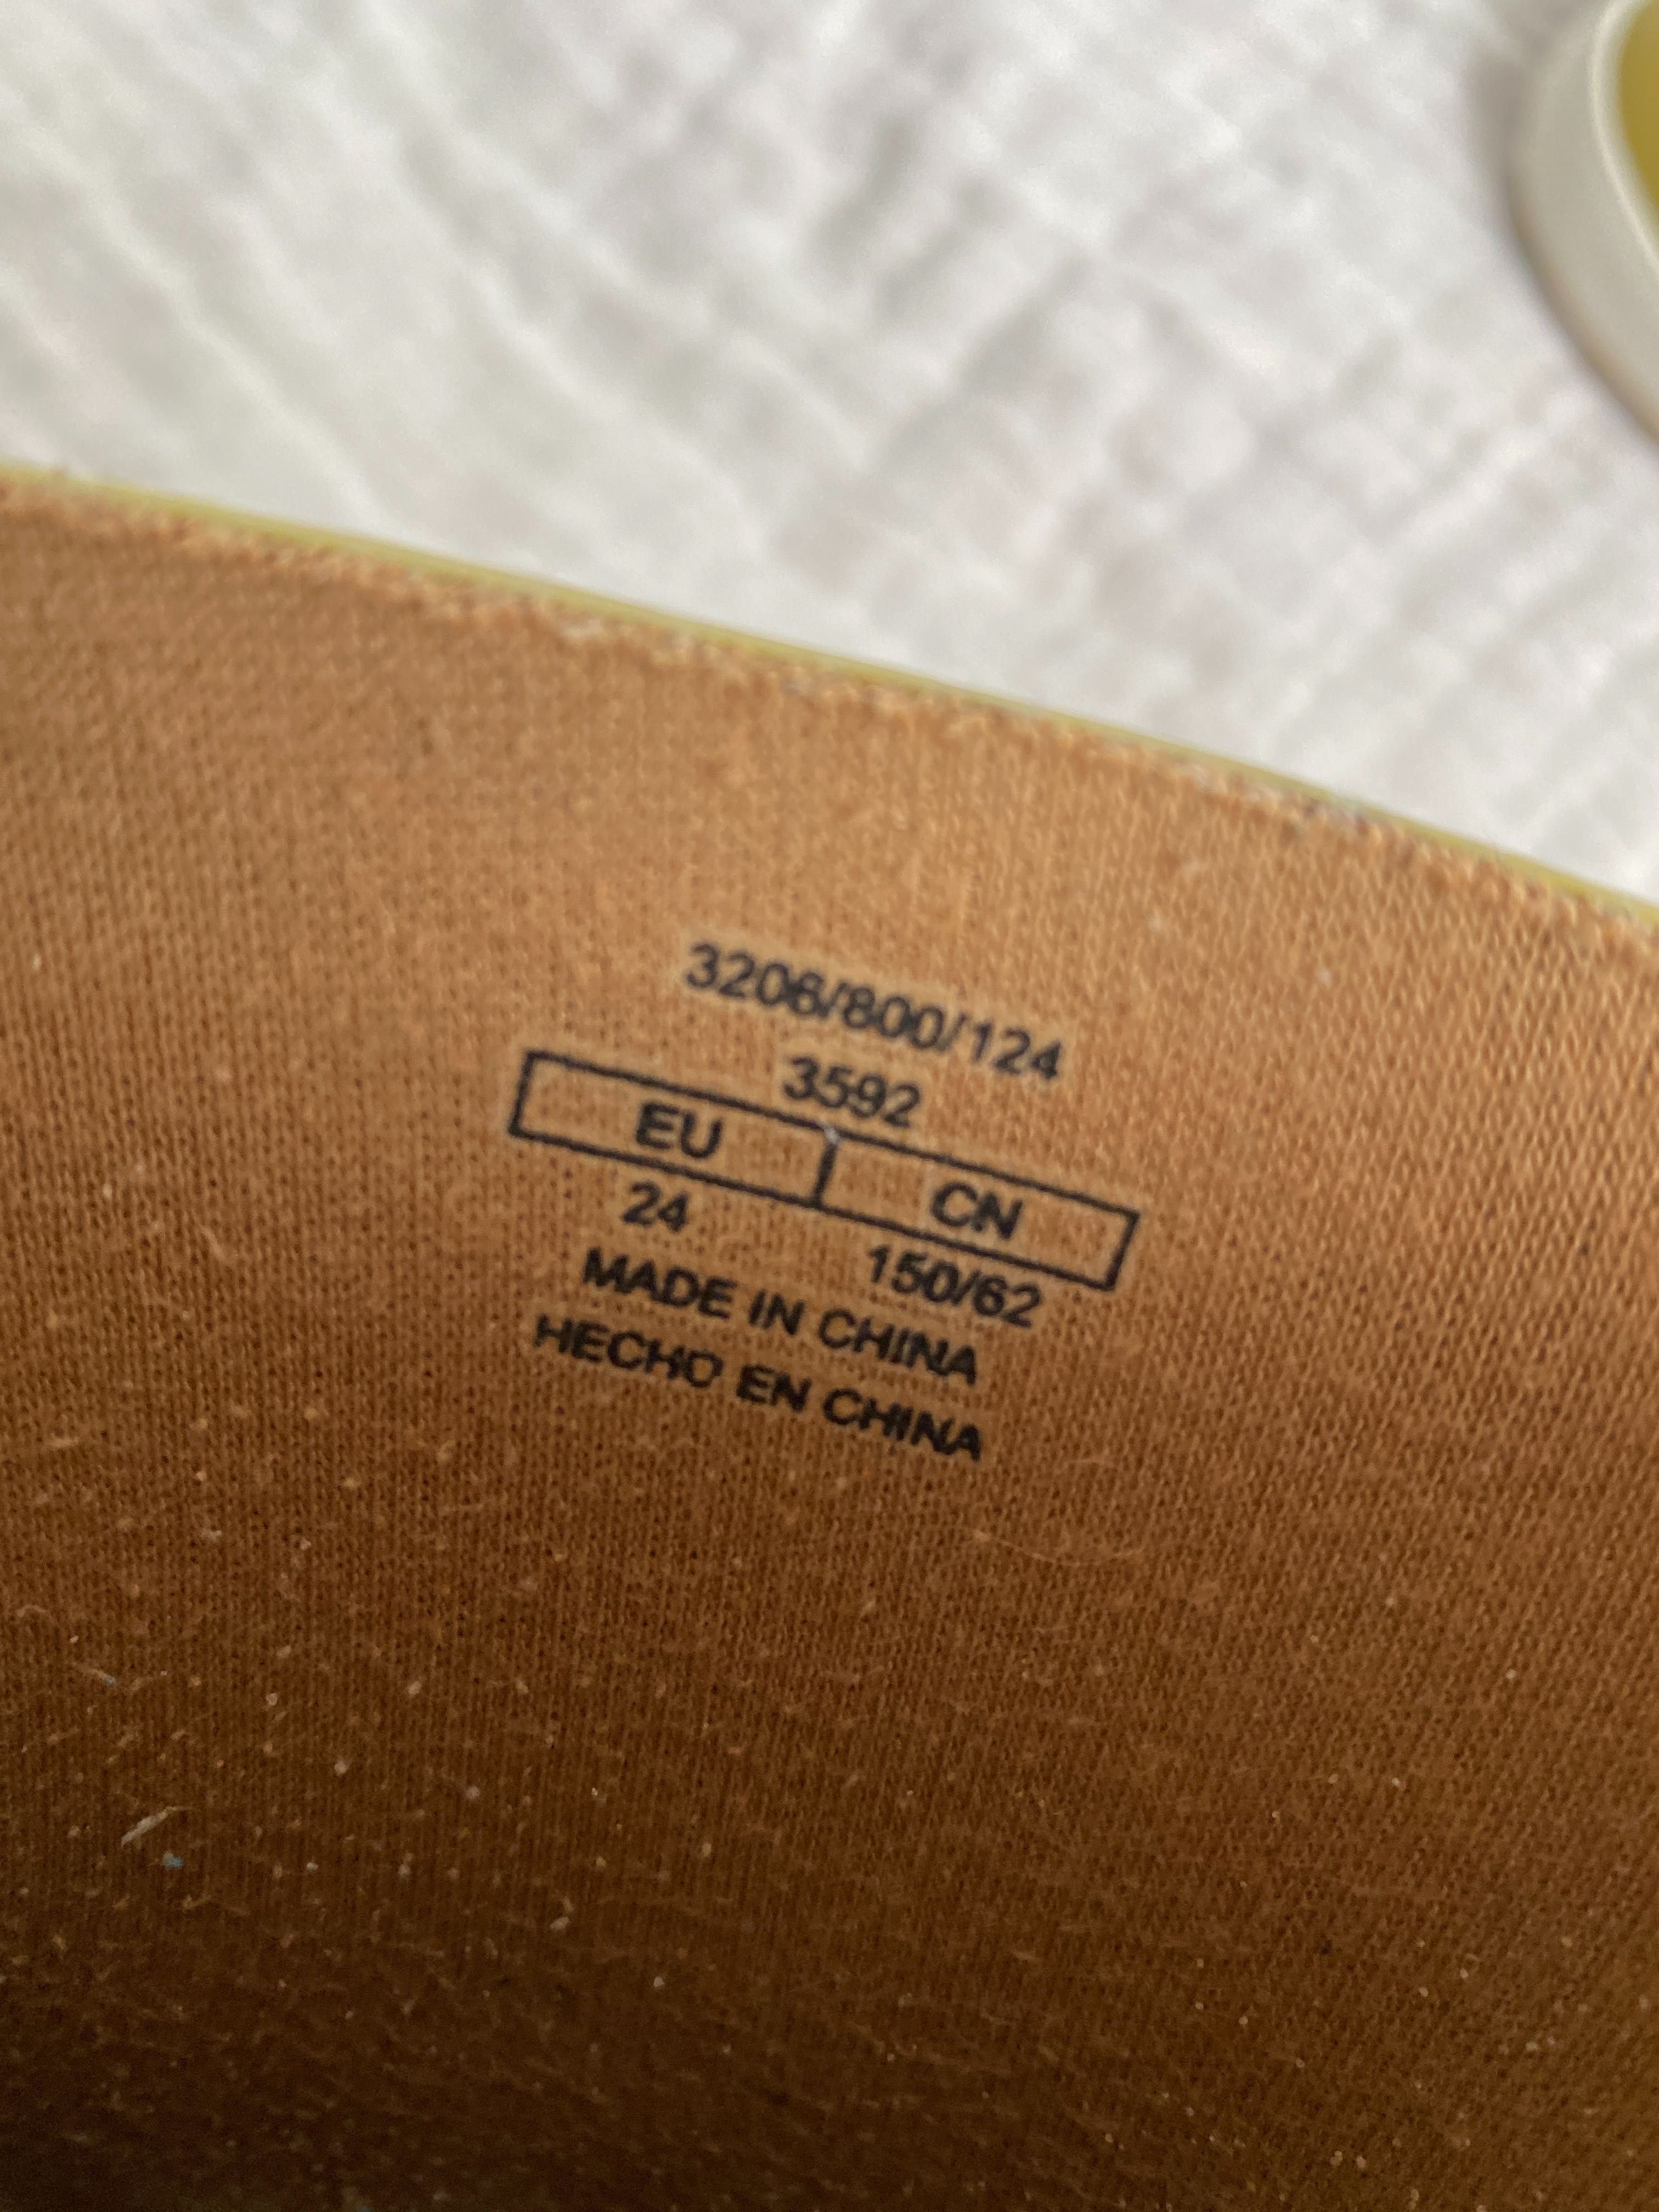 3206/800/124
3592
EU CN
24 150/62
MADE IN CHINA
HECHO EN CHINA